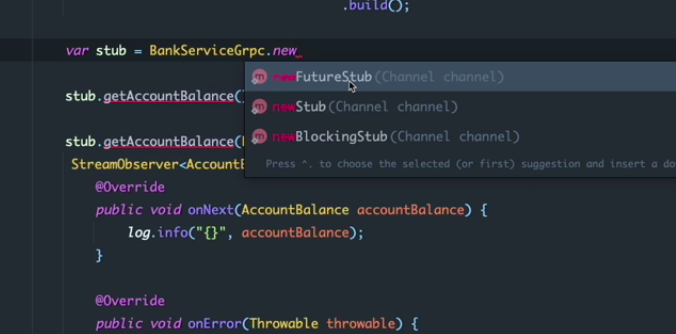 .build();
var stub = BankServiceGrpc.new_
newFutureStub(Channel channel)
stub.getAccountBalance(
newStub(Channel channel)
newBlockingStub(Channel channel)
stub.getAccountBalance(
Press ^. to choose the selected (or first) suggestion and insert a do
StreamObserver<AccountB
@Override
public void onNext(AccountBalance accountBalance) {
log.info("{}", accountBalance);
}
@Override
public void onError(Throwable throwable) {